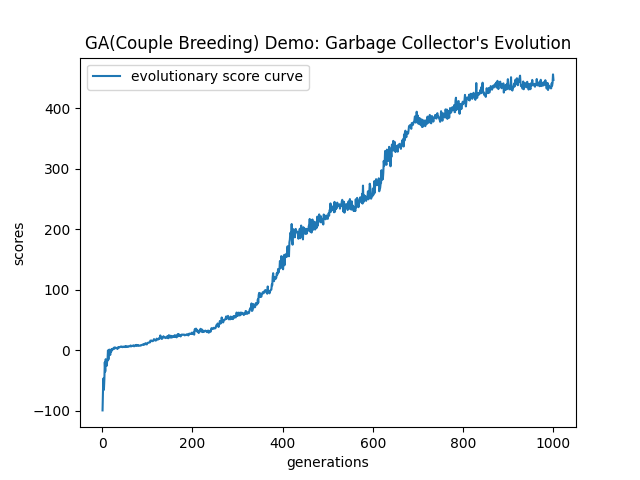 GA(Couple Breeding) Demo: Garbage Collector's Evolution
evolutionary score curve
400
300
200
100
0
−100
scores
0 200 400 600 800 1000
generations